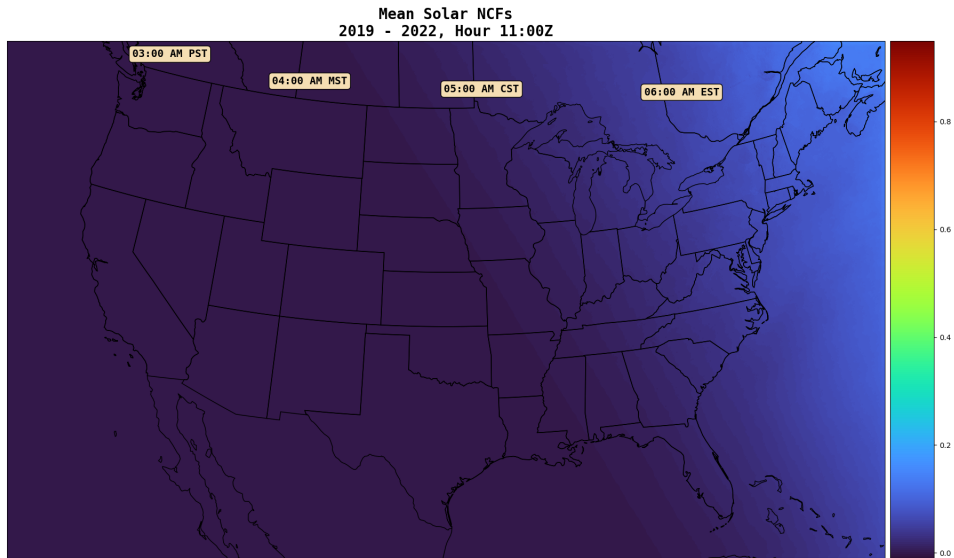 Mean Solar NCFs
2019 - 2022, Hour 11:00Z
03:00 AM PST
04:00 AM MST
05:00 AM CST
06:00 AM EST
0.8
0.6
0.4
0.2
0.0